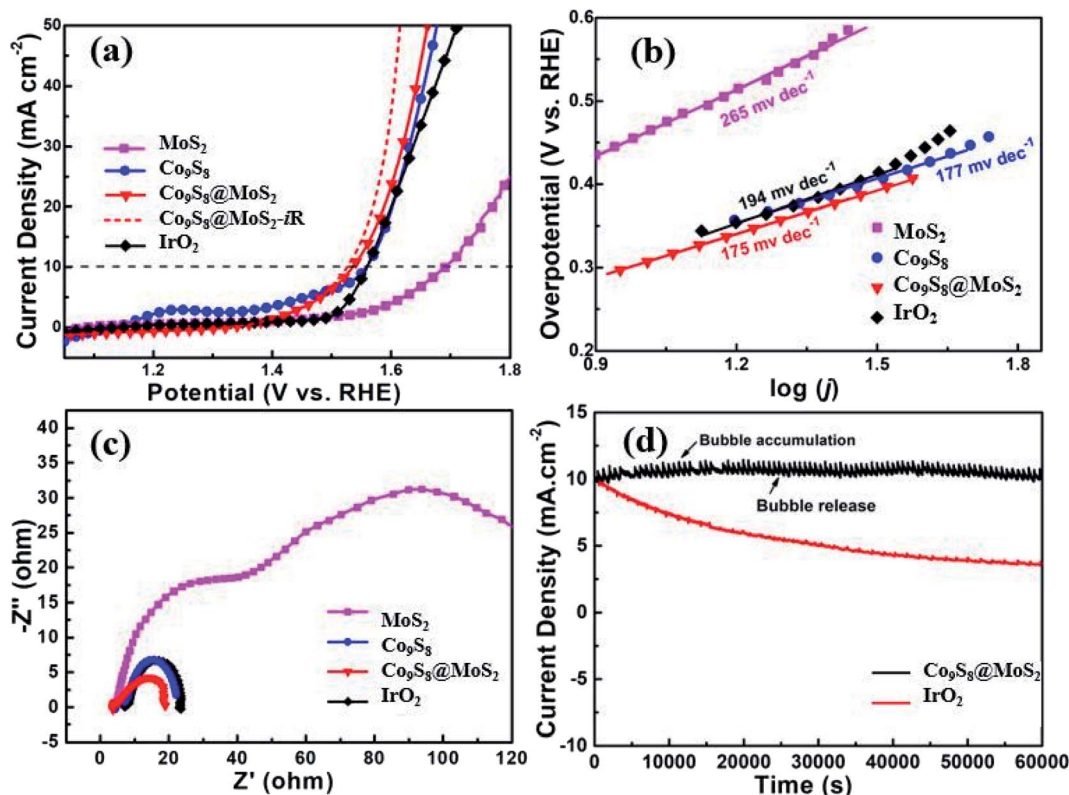 (a)
50
40
30
20
10
0
Current Density (mA cm⁻²)
MoS₂
Co₉S₈
Co₉S₈@MoS₂
Co₉S₈@MoS₂-iR
IrO₂
1.2 1.4 1.6 1.8
Potential (V vs. RHE)
(b)
0.6
0.5
0.4
0.3
0.2
Overpotential (V vs. RHE)
265 mv dec⁻¹
194 mv dec⁻¹
177 mv dec⁻¹
175 mv dec⁻¹
MoS₂
Co₉S₈
Co₉S₈@MoS₂
IrO₂
0.9 1.2 1.5 1.8
log (j)
(c)
40
35
30
25
20
15
10
5
0
-5
-Z'' (ohm)
MoS₂
Co₉S₈
Co₉S₈@MoS₂
IrO₂
0 20 40 60 80 100 120
Z' (ohm)
(d)
15
10
5
0
-5
-10
Current Density (mA.cm⁻²)
Bubble accumulation
Bubble release
Co₉S₈@MoS₂
IrO₂
0 10000 20000 30000 40000 50000 60000
Time (s)